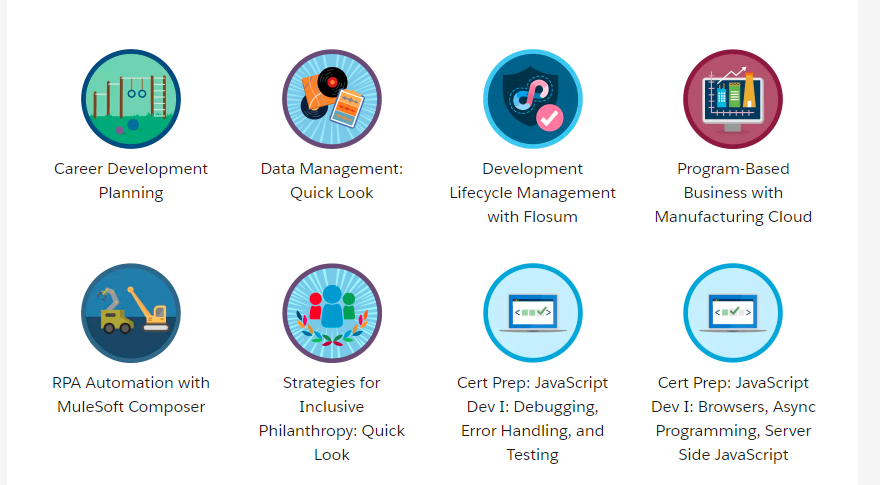 Career Development
Planning
Data Management:
Quick Look
Development
Lifecycle Management
with Flosum
Program-Based
Business with
Manufacturing Cloud
RPA Automation with
MuleSoft Composer
Strategies for
Inclusive
Philanthropy: Quick
Look
Cert Prep: JavaScript
Dev I: Debugging,
Error Handling, and
Testing
Cert Prep: JavaScript
Dev I: Browsers, Async
Programming, Server
Side JavaScript